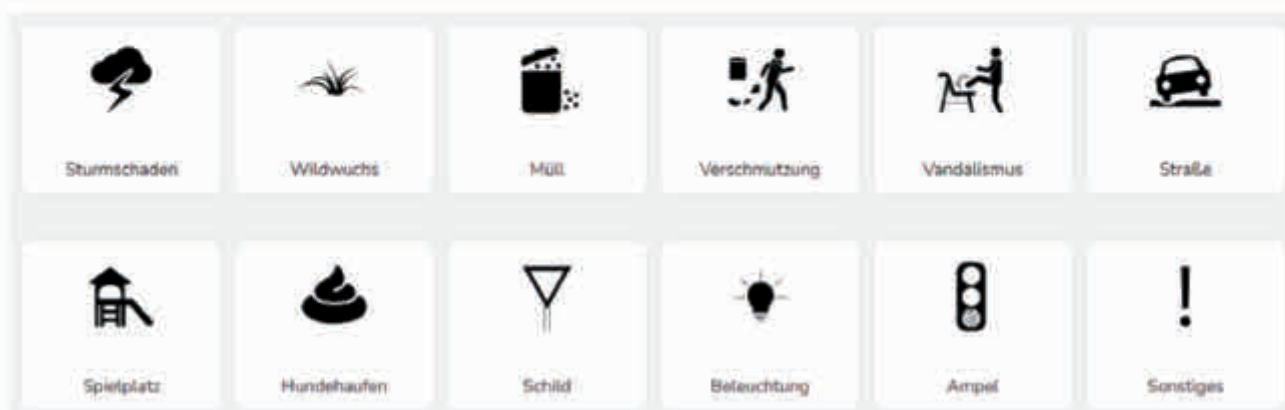 Sturmschaden
Wildwuchs
Müll
Verschmutzung
Vandalismus
Straße
Spielplatz
Hundehaufen
Schild
Beleuchtung
Ampel
Sonstiges